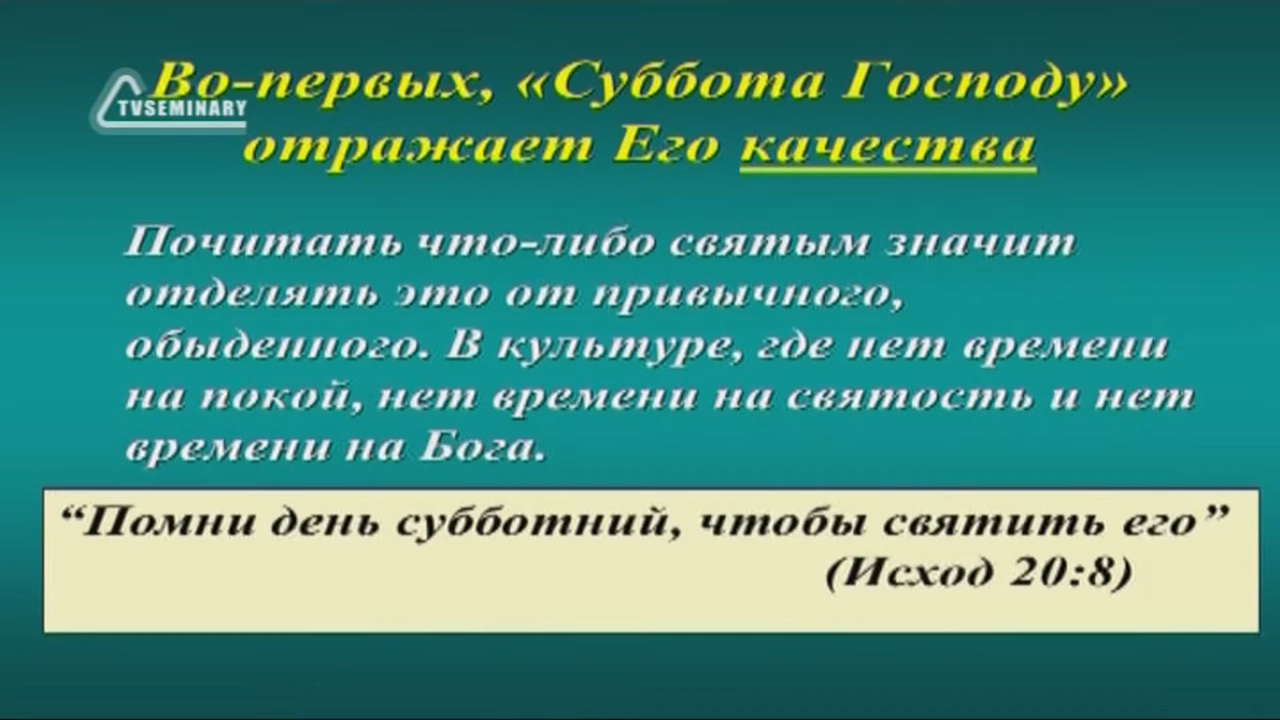 Во-первых, «Суббота Господу»
TVSEMINARY
отражает Его качества
Почитать что-либо святым значит
отделять это от привычного,
обыденного. В культуре, где нет времени
на покой, нет времени на святость и нет
времени на Бога.
“Помни день субботний, чтобы святить его”
(Исход 20:8)